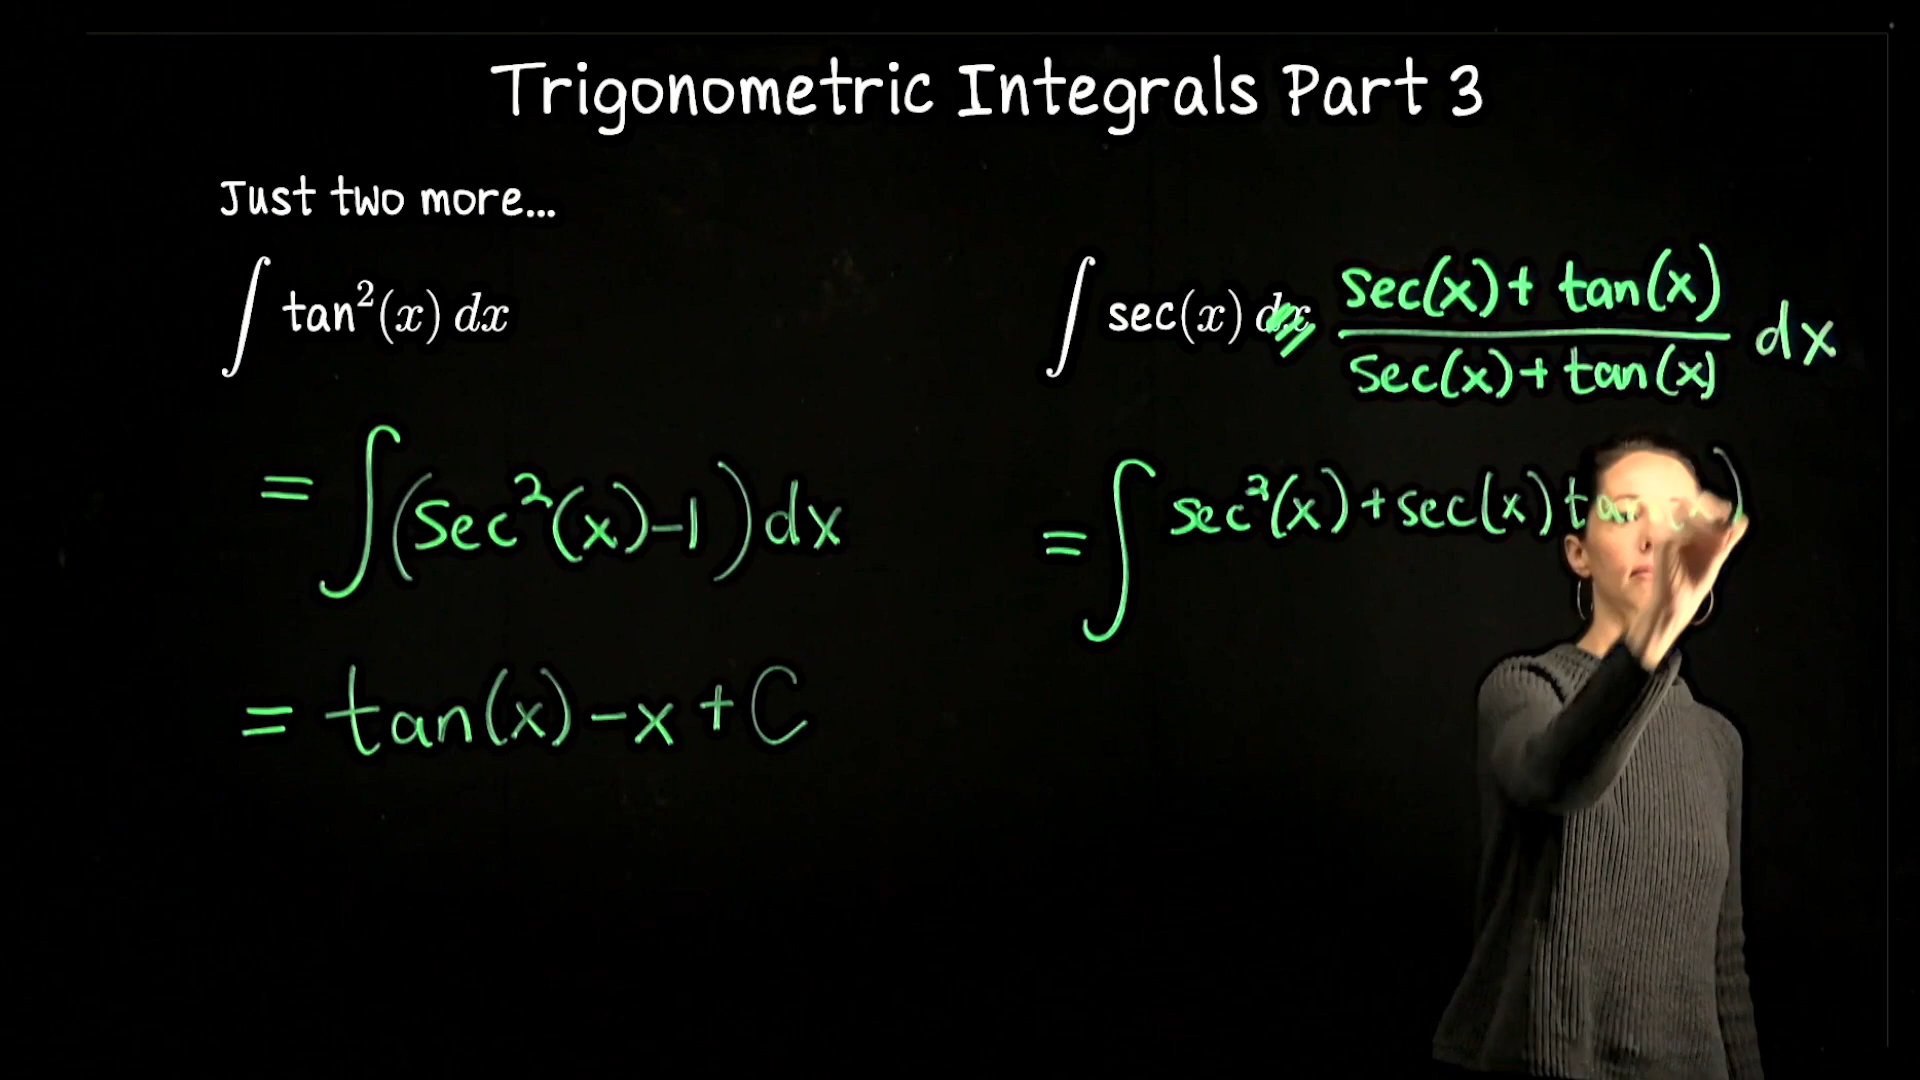 Trigonometric Integrals Part 3
Just two more...
∫ tan²(x) dx
= ∫(sec²(x)-1)dx
= tan(x)-x+C
∫ sec(x) dx sec(x)+tan(x)
sec(x)+tan(x) dx
= ∫ sec²(x)+sec(x)tan(x)